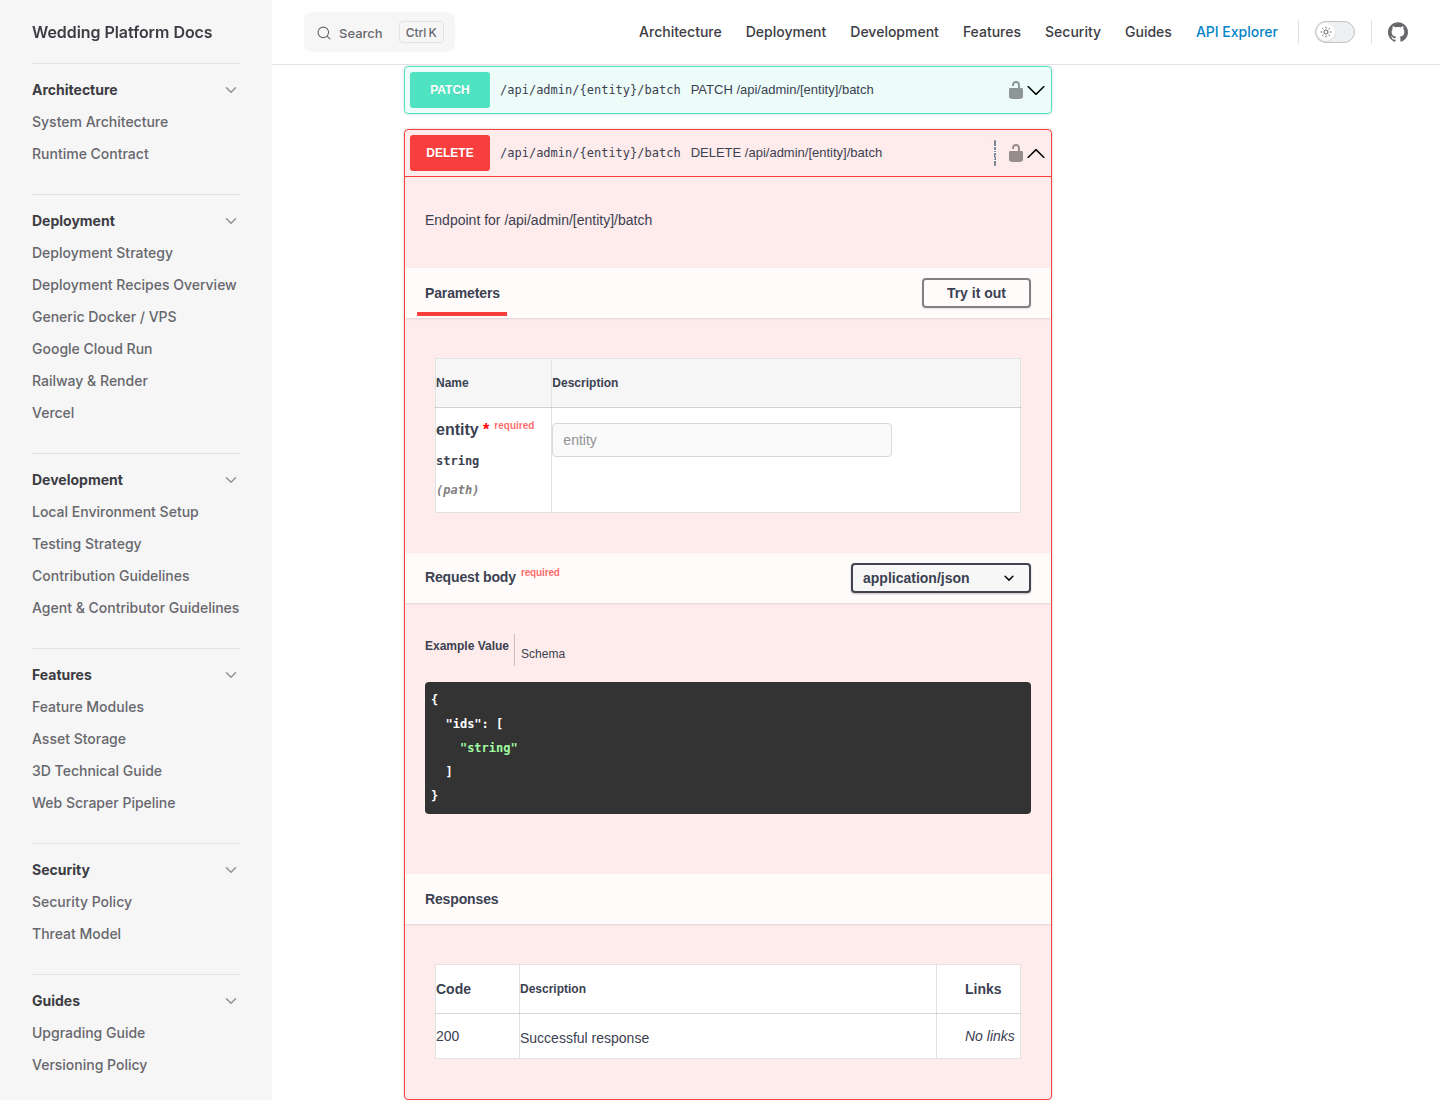 Wedding Platform Docs
Search Ctrl K
Architecture Deployment Development Features Security Guides API Explorer
Architecture
System Architecture
Runtime Contract
Deployment
Deployment Strategy
Deployment Recipes Overview
Generic Docker / VPS
Google Cloud Run
Railway & Render
Vercel
Development
Local Environment Setup
Testing Strategy
Contribution Guidelines
Agent & Contributor Guidelines
Features
Feature Modules
Asset Storage
3D Technical Guide
Web Scraper Pipeline
Security
Security Policy
Threat Model
Guides
Upgrading Guide
Versioning Policy
PATCH /api/admin/{entity}/batch PATCH /api/admin/[entity]/batch
DELETE /api/admin/{entity}/batch DELETE /api/admin/[entity]/batch
Endpoint for /api/admin/[entity]/batch
Parameters Try it out
Name Description
entity * required entity
string
(path)
Request body required application/json
Example Value Schema
{
"ids": [
"string"
]
}
Responses
Code Description Links
200 Successful response No links